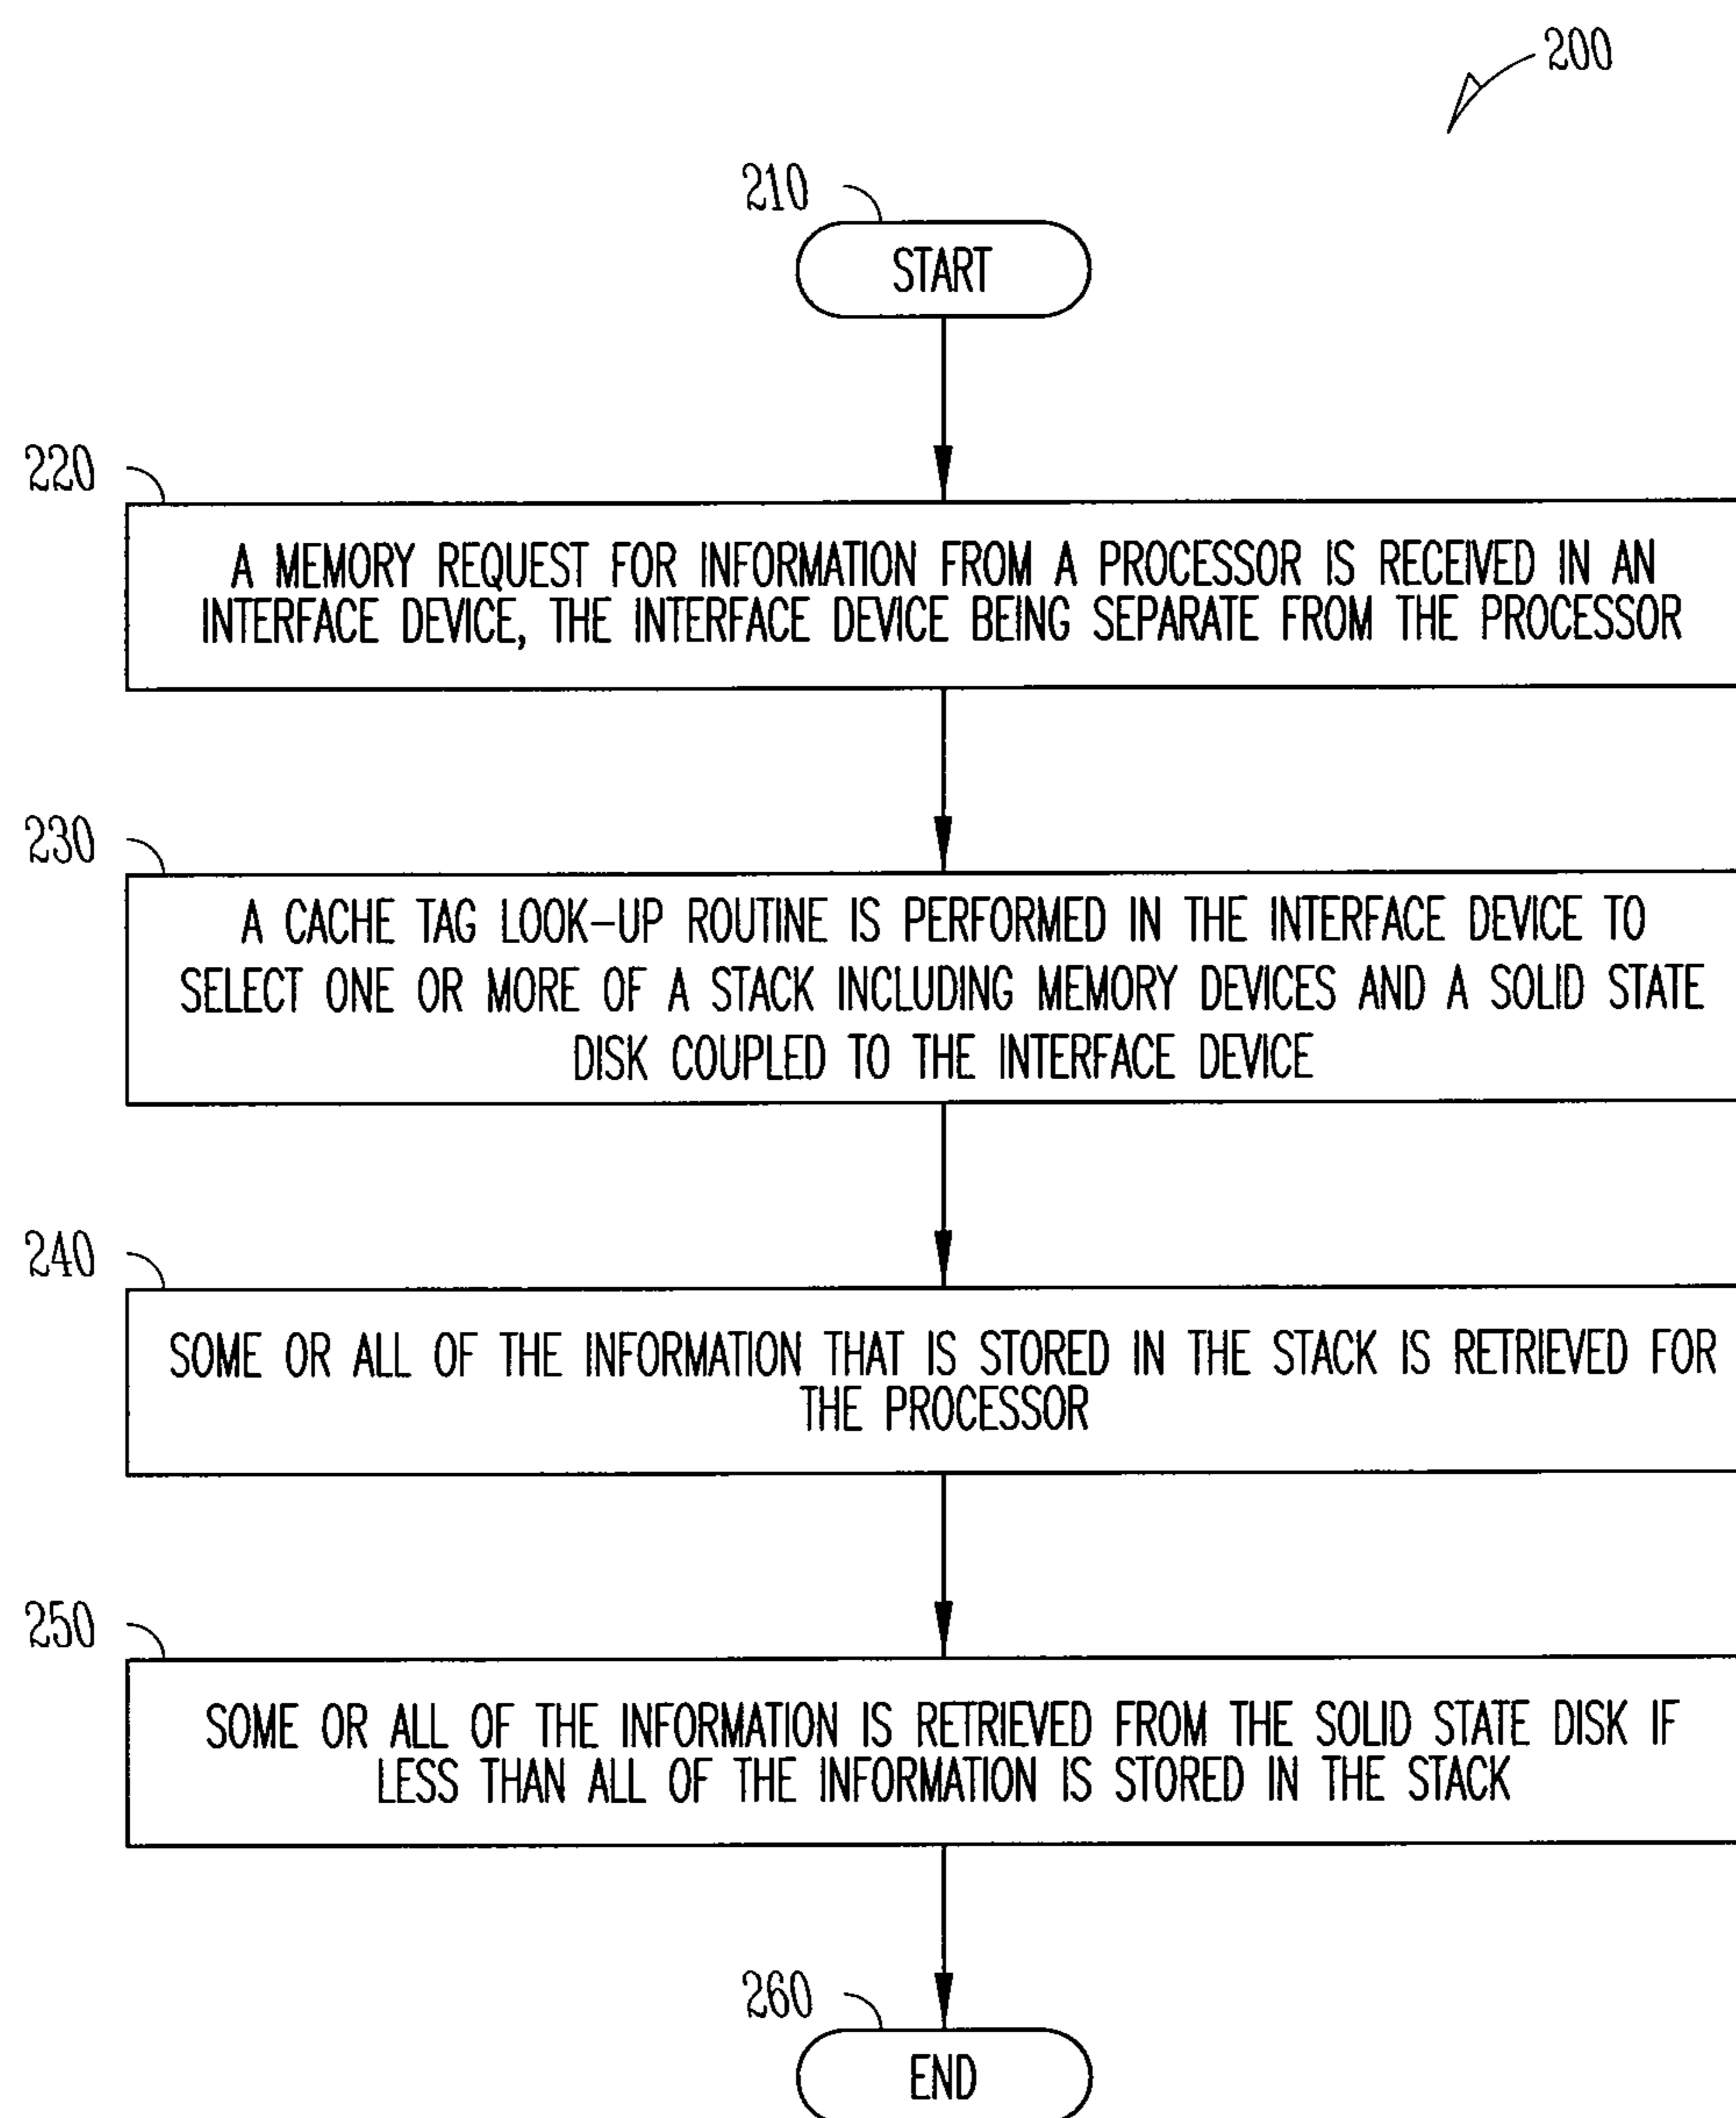 200
210
START
220
A MEMORY REQUEST FOR INFORMATION FROM A PROCESSOR IS RECEIVED IN AN
INTERFACE DEVICE, THE INTERFACE DEVICE BEING SEPARATE FROM THE PROCESSOR
230
A CACHE TAG LOOK-UP ROUTINE IS PERFORMED IN THE INTERFACE DEVICE TO
SELECT ONE OR MORE OF A STACK INCLUDING MEMORY DEVICES AND A SOLID STATE
DISK COUPLED TO THE INTERFACE DEVICE
240
SOME OR ALL OF THE INFORMATION THAT IS STORED IN THE STACK IS RETRIEVED FOR
THE PROCESSOR
250
SOME OR ALL OF THE INFORMATION IS RETRIEVED FROM THE SOLID STATE DISK IF
LESS THAN ALL OF THE INFORMATION IS STORED IN THE STACK
260
END